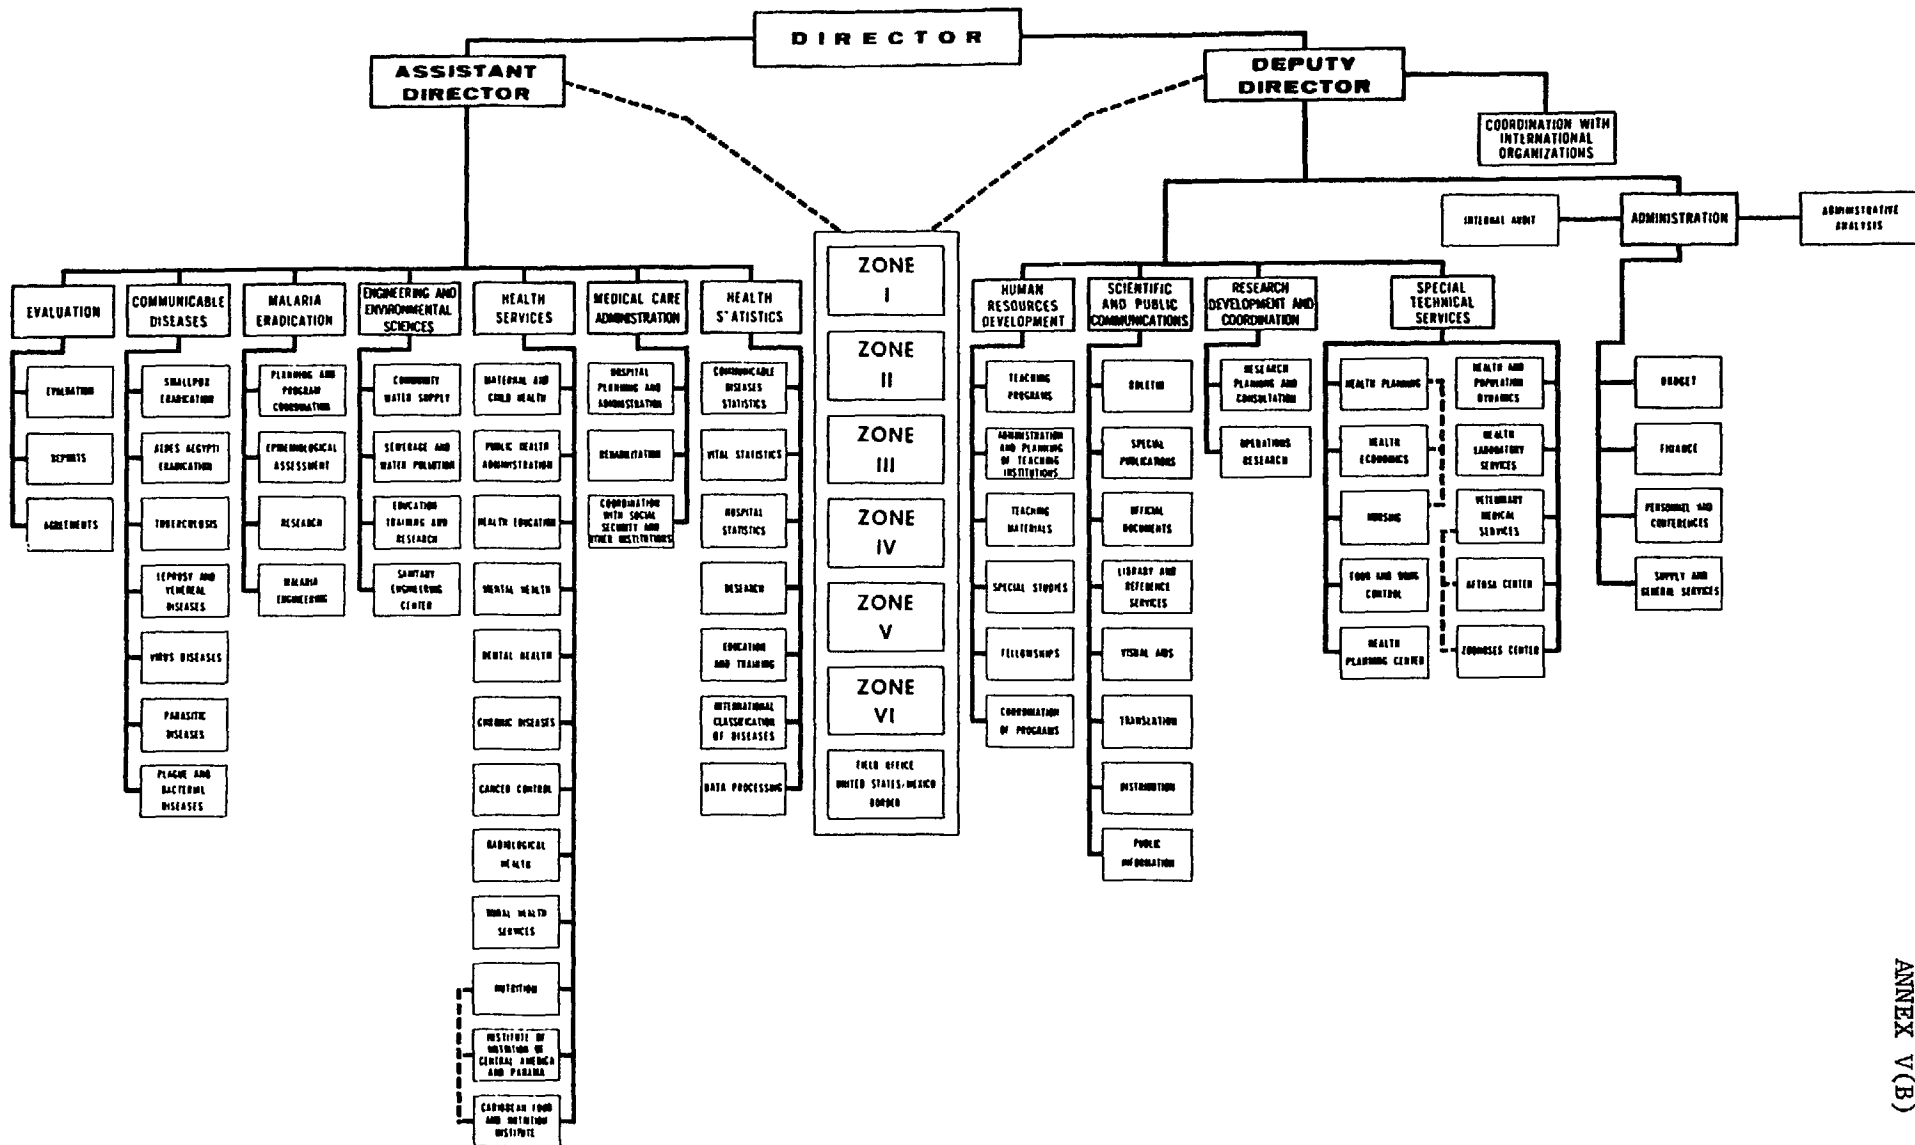 DIRECTOR
ASSISTANT
DIRECTOR
DEPUTY
DIRECTOR
COORDINATION WITH
INTERNATIONAL
ORGANIZATIONS
INTERNAL AUDIT
ADMINISTRATION
ADMINISTRATIVE
ANALYSIS
EVALUATION
COMMUNICABLE
DISEASES
MALARIA
ERADICATION
ENGINEERING AND
ENVIRONMENTAL
SCIENCES
HEALTH
SERVICES
MEDICAL CARE
ADMINISTRATION
HEALTH
STATISTICS
EVALUATION
REPORTS
AGREEMENTS
SMALLPOX
ERADICATION
AEDES AEGYPTI
ERADICATION
TUBERCULOSIS
LEPROSY AND
VENEREAL
DISEASES
VIRUS DISEASES
PARASITIC
DISEASES
PLAGUE AND
BACTERIAL
DISEASES
PLANNING AND
PROGRAM
COORDINATION
EPIDEMIOLOGICAL
ASSESSMENT
RESEARCH
MALARIA
ENGINEERING
COMMUNITY
WATER SUPPLY
SEWERAGE AND
WATER POLLUTION
EDUCATION
TRAINING AND
RESEARCH
SANITARY
ENGINEERING
CENTER
MATERNAL AND
CHILD HEALTH
PUBLIC HEALTH
ADMINISTRATION
HEALTH EDUCATION
MENTAL HEALTH
DENTAL HEALTH
CHRONIC DISEASES
CANCER CONTROL
RADIOLOGICAL
HEALTH
RURAL HEALTH
SERVICES
NUTRITION
INSTITUTE OF
NUTRITION OF
CENTRAL AMERICA
AND PANAMA
CARIBBEAN FOOD
AND NUTRITION
INSTITUTE
HOSPITAL
PLANNING AND
ADMINISTRATION
REHABILITATION
COORDINATION
WITH SOCIAL
SECURITY AND
OTHER INSTITUTIONS
COMMUNICABLE
DISEASES
STATISTICS
VITAL STATISTICS
HOSPITAL
STATISTICS
RESEARCH
EDUCATION
AND TRAINING
INTERNATIONAL
CLASSIFICATION
OF DISEASES
DATA PROCESSING
ZONE
I
ZONE
II
ZONE
III
ZONE
IV
ZONE
V
ZONE
VI
FIELD OFFICE
UNITED STATES-MEXICO
BORDER
HUMAN
RESOURCES
DEVELOPMENT
SCIENTIFIC
AND PUBLIC
COMMUNICATIONS
RESEARCH
DEVELOPMENT AND
COORDINATION
SPECIAL
TECHNICAL
SERVICES
TEACHING
PROGRAMS
ADMINISTRATION
AND PLANNING
OF TEACHING
INSTITUTIONS
TEACHING
MATERIALS
SPECIAL STUDIES
FELLOWSHIPS
COORDINATION
OF PROGRAMS
BOLETIN
SPECIAL
PUBLICATIONS
OFFICIAL
DOCUMENTS
LIBRARY AND
REFERENCE
SERVICES
VISUAL AIDS
TRANSLATION
DISTRIBUTION
PUBLIC
INFORMATION
RESEARCH
PLANNING AND
CONSULTATION
OPERATIONS
RESEARCH
HEALTH PLANNING
HEALTH
ECONOMICS
NURSING
FOOD AND DRUG
CONTROL
HEALTH
PLANNING CENTER
HEALTH AND
POPULATION
DYNAMICS
HEALTH
LABORATORY
SERVICES
VETERINARY
MEDICAL
SERVICES
AFTOSA CENTER
ZOONOSES CENTER
BUDGET
FINANCE
PERSONNEL AND
CONFERENCES
SUPPLY AND
GENERAL SERVICES
ANNEX V(B)